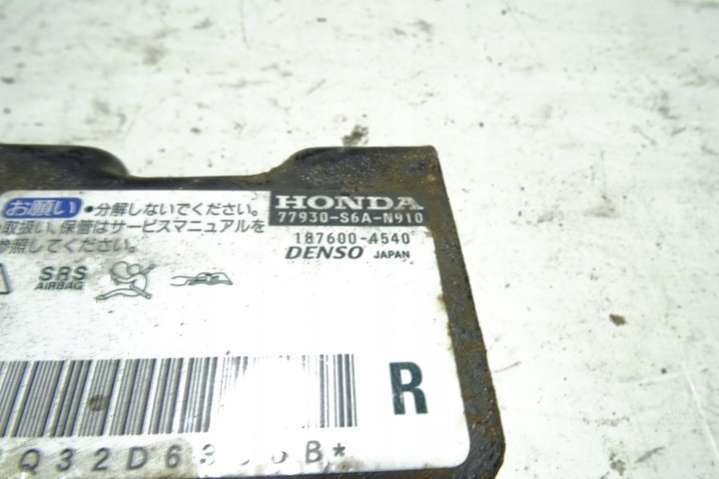 お願い •分解しないでください。
取扱い、保管はサービスマニュアルを
参照してください。
HONDA
77930-S6A-N910
187600-4540
DENSO JAPAN
SRS
AIRBAG
R